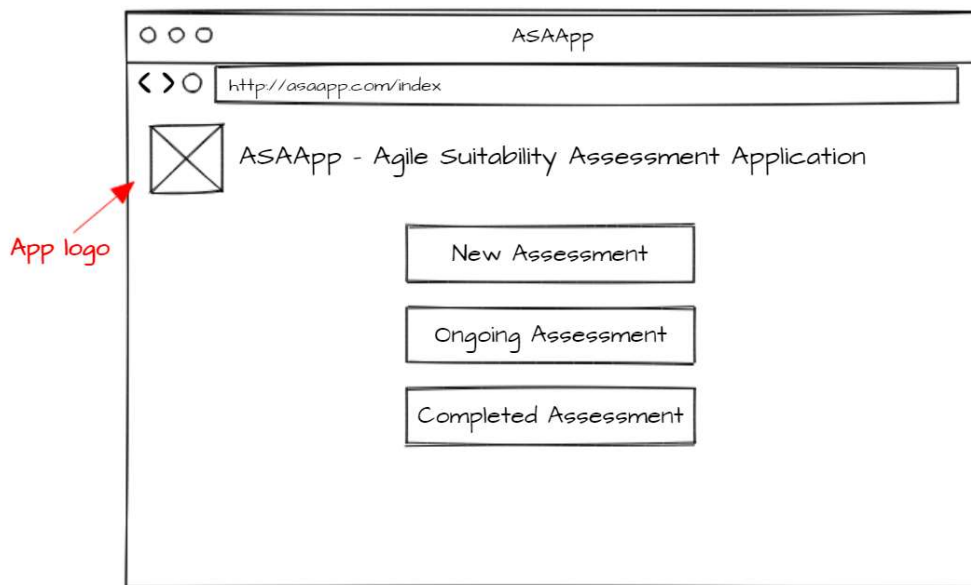 ASAApp
http://asaapp.com/index
ASAApp - Agile Suitability Assessment Application
App logo
New Assessment
Ongoing Assessment
Completed Assessment